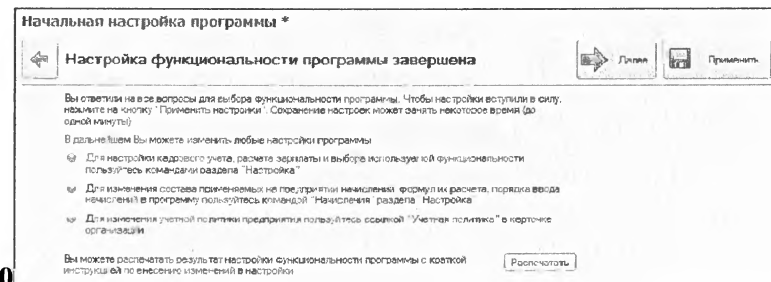 Начальная настройка программы *
Настройка функциональности программы завершена
Далее
Применить
Вы ответили на все вопросы для выбора функциональности программы. Чтобы настройки вступили в силу,
нажмите на кнопку "Применить настройки". Сохранение настроек может занять некоторое время (до
одной минуты)
В дальнейшем Вы можете изменить любые настройки программы
Для настройки кадрового учета, расчета зарплаты и выбора используемой функциональности
пользуйтесь командами раздела "Настройка"
Для изменения состава применяемых на предприятии начислений, формул их расчета, порядка ввода
начислений в программу пользуйтесь командой "Начисления" раздела "Настройка"
Для изменения учетной политики предприятия пользуйтесь ссылкой "Учетная политика" в карточке
организации
Вы можете распечатать результат настройки функциональности программы с краткой
инструкцией по внесению изменений в настройки
Распечатать
0